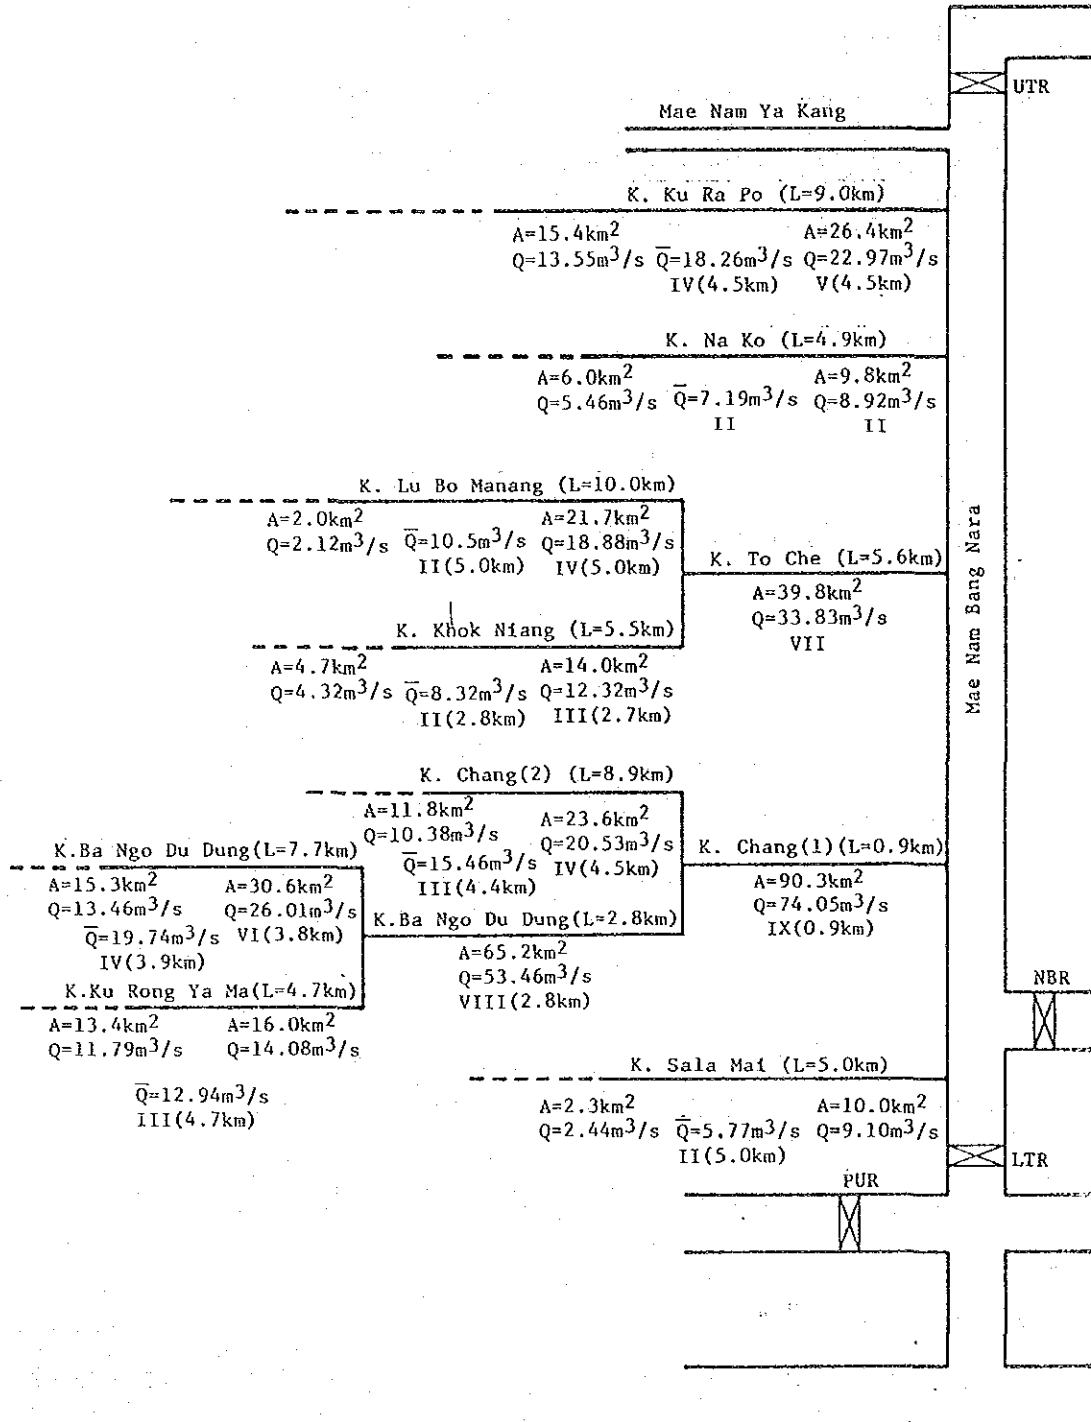 UTR
Mae Nam Ya Kang
K. Ku Ra Po (L=9.0km)
A=15.4km2 A=26.4km2
Q=13.55m3/s Q̅=18.26m3/s Q=22.97m3/s
IV(4.5km) V(4.5km)
K. Na Ko (L=4.9km)
A=6.0km2 A=9.8km2
Q=5.46m3/s Q̅=7.19m3/s Q=8.92m3/s
II II
K. Lu Bo Manang (L=10.0km)
A=2.0km2 A=21.7km2
Q=2.12m3/s Q̅=10.5m3/s Q=18.88m3/s
II(5.0km) IV(5.0km)
K. To Che (L=5.6km)
A=39.8km2
Q=33.83m3/s
VII
K. Khok Niang (L=5.5km)
A=4.7km2 A=14.0km2
Q=4.32m3/s Q̅=8.32m3/s Q=12.32m3/s
II(2.8km) III(2.7km)
Mae Nam Bang Nara
K. Chang(2) (L=8.9km)
A=11.8km2 A=23.6km2
Q=10.38m3/s Q=20.53m3/s
Q̅=15.46m3/s IV(4.5km)
III(4.4km)
K. Chang(1)(L=0.9km)
A=90.3km2
Q=74.05m3/s
IX(0.9km)
K.Ba Ngo Du Dung(L=7.7km)
A=15.3km2 A=30.6km2
Q=13.46m3/s Q=26.01m3/s
Q̅=19.74m3/s VI(3.8km)
IV(3.9km)
K.Ba Ngo Du Dung(L=2.8km)
A=65.2km2
Q=53.46m3/s
VIII(2.8km)
K.Ku Rong Ya Ma(L=4.7km)
A=13.4km2 A=16.0km2
Q=11.79m3/s Q=14.08m3/s
Q̅=12.94m3/s
III(4.7km)
NBR
K. Sala Mai (L=5.0km)
A=2.3km2 A=10.0km2
Q=2.44m3/s Q̅=5.77m3/s Q=9.10m3/s
II(5.0km)
LTR
PUR